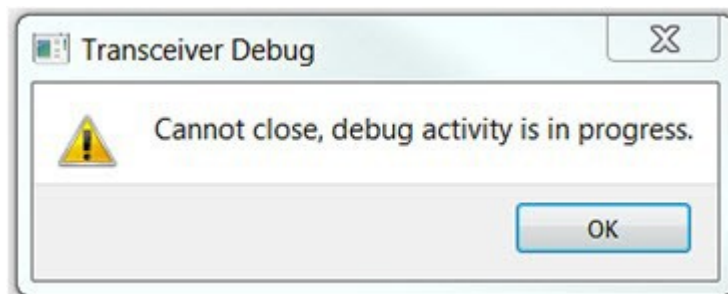 Transceiver Debug
Cannot close, debug activity is in progress.
OK